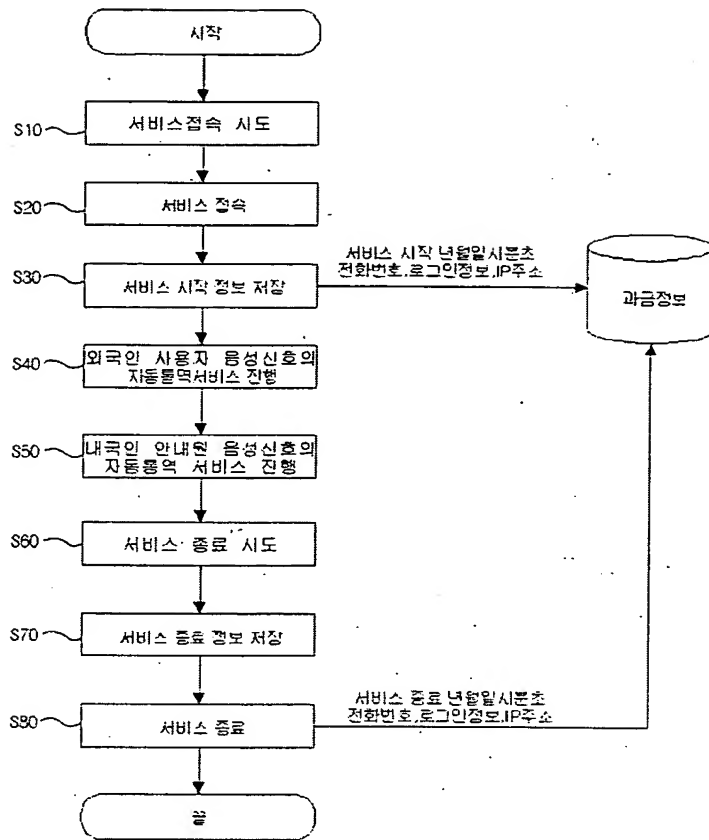 시작
S10
서비스접속 시도
S20
서비스 접속
서비스 시작 년월일시분초
전화번호,로그인정보,IP주소
S30
서비스 시작 정보 저장
과금정보
S40
외국인 사용자 음성신호의
자동통역서비스 진행
S50
내국인 안내원 음성신호의
자동통역 서비스 진행
S60
서비스 종료 시도
S70
서비스 종료 정보 저장
서비스 종료 년월일시분초
전화번호,로그인정보,IP주소
S80
서비스 종료
끝